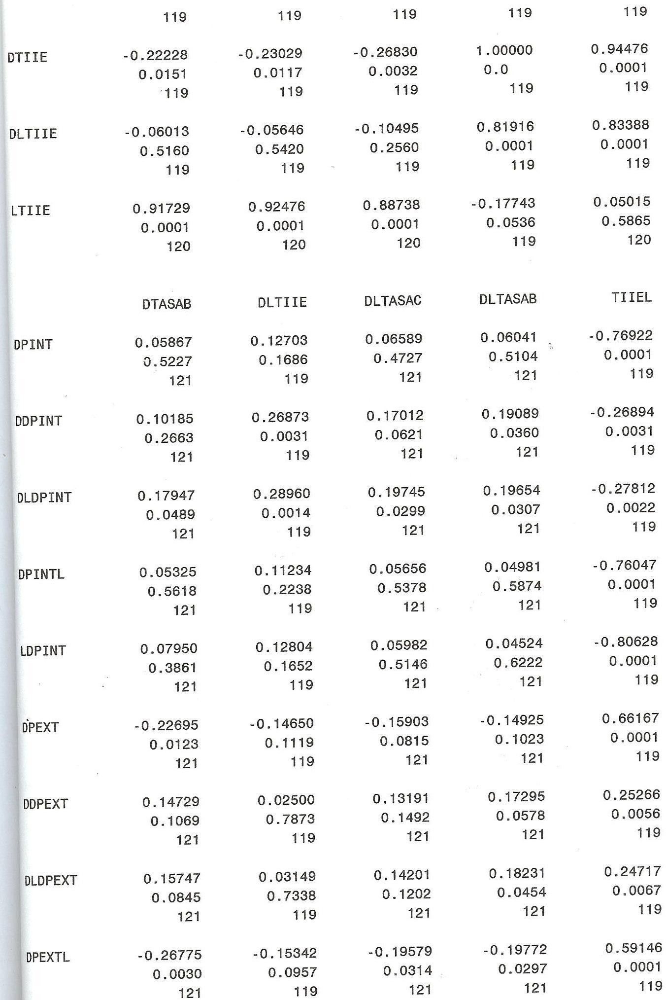 119 119 119 119 119
DTIIE -0.22228 -0.23029 -0.26830 1.00000 0.94476
0.0151 0.0117 0.0032 0.0 0.0001
119 119 119 119 119
DLTIIE -0.06013 -0.05646 -0.10495 0.81916 0.83388
0.5160 0.5420 0.2560 0.0001 0.0001
119 119 119 119 119
LTIIE 0.91729 0.92476 0.88738 -0.17743 0.05015
0.0001 0.0001 0.0001 0.0536 0.5865
120 120 120 119 120
DTASAB DLTIIE DLTASAC DLTASAB TIIEL
DPINT 0.05867 0.12703 0.06589 0.06041 -0.76922
0.5227 0.1686 0.4727 0.5104 0.0001
121 119 121 121 119
DDPINT 0.10185 0.26873 0.17012 0.19089 -0.26894
0.2663 0.0031 0.0621 0.0360 0.0031
121 119 121 121 119
DLDPINT 0.17947 0.28960 0.19745 0.19654 -0.27812
0.0489 0.0014 0.0299 0.0307 0.0022
121 119 121 121 119
DPINTL 0.05325 0.11234 0.05656 0.04981 -0.76047
0.5618 0.2238 0.5378 0.5874 0.0001
121 119 121 121 119
LDPINT 0.07950 0.12804 0.05982 0.04524 -0.80628
0.3861 0.1652 0.5146 0.6222 0.0001
121 119 121 121 119
DPEXT -0.22695 -0.14650 -0.15903 -0.14925 0.66167
0.0123 0.1119 0.0815 0.1023 0.0001
121 119 121 121 119
DDPEXT 0.14729 0.02500 0.13191 0.17295 0.25266
0.1069 0.7873 0.1492 0.0578 0.0056
121 119 121 121 119
DLDPEXT 0.15747 0.03149 0.14201 0.18231 0.24717
0.0845 0.7338 0.1202 0.0454 0.0067
121 119 121 121 119
DPEXTL -0.26775 -0.15342 -0.19579 -0.19772 0.59146
0.0030 0.0957 0.0314 0.0297 0.0001
121 119 121 121 119